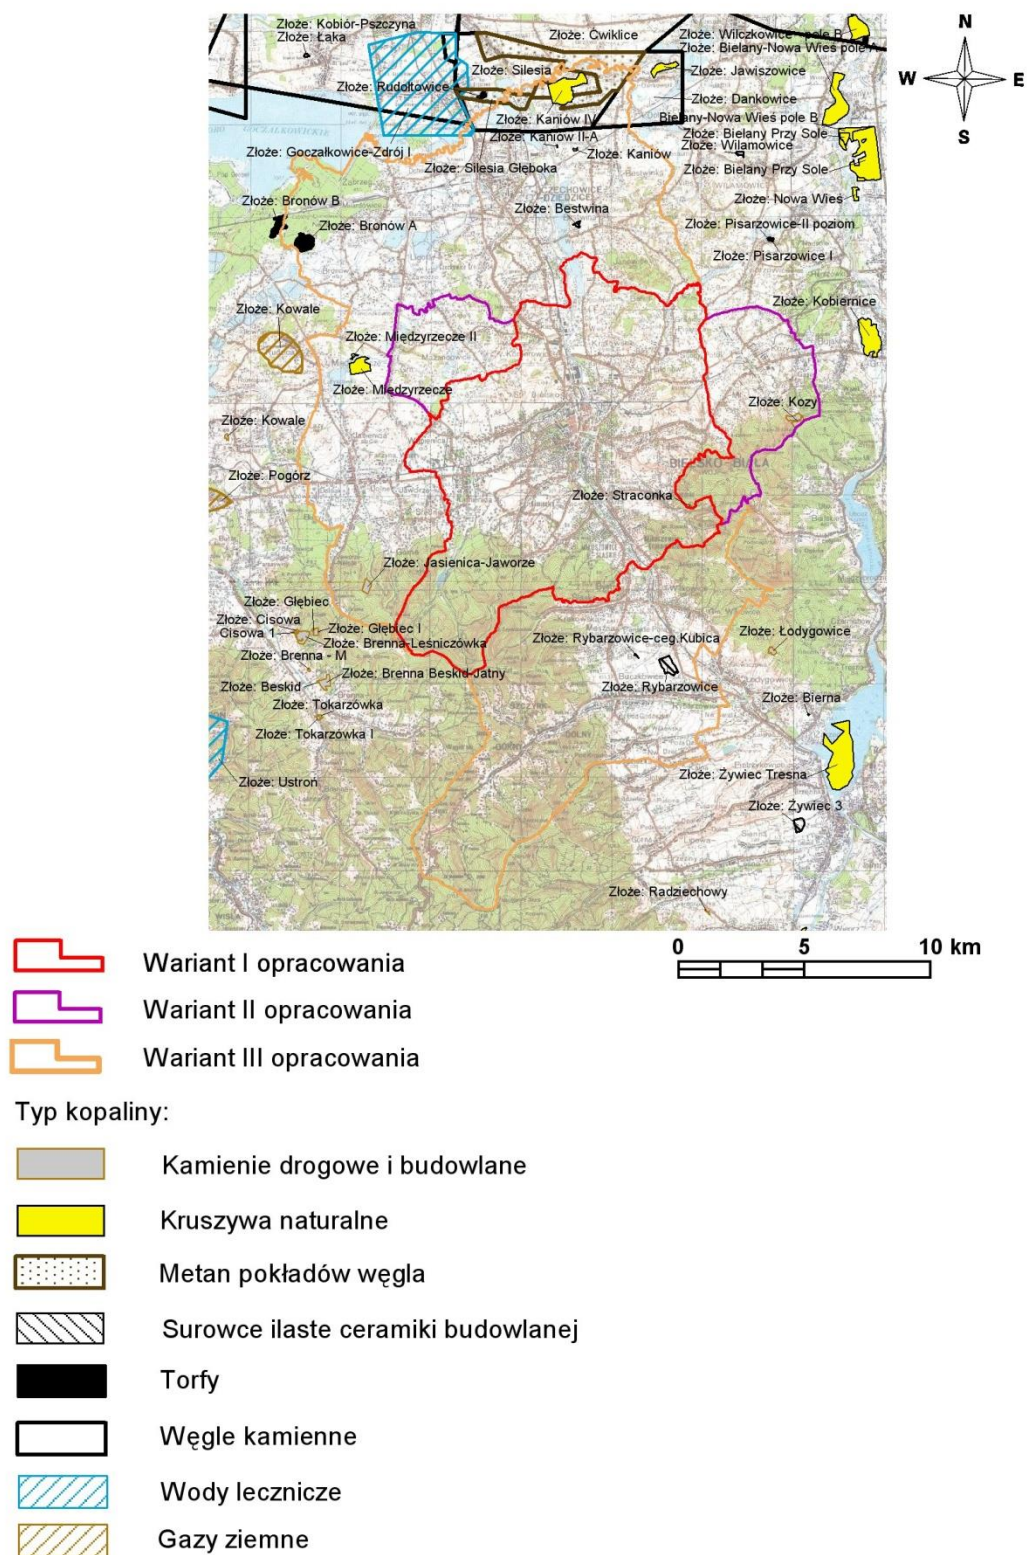 Złoże: Kobiór-Pszczyna
Złoże: Łąka
Złoże: Ćwiklice
Złoże: Wilczkowice - pole B
Złoże: Bielany-Nowa Wieś pole A
N
W
E
S
Złoże: Silesia
Złoże: Jawiszowice
Złoże: Rudołtowice
Złoże: Dankowice
Złoże: Kaniów IV
Bielany-Nowa Wieś pole B
Złoże: Kaniów II-A
Złoże: Bielany Przy Sole
Złoże: Goczałkowice-Zdrój I
Złoże: Kaniów
Złoże: Wilamowice
Złoże: Silesia Głęboka
Złoże: Bielany Przy Sole
Złoże: Bronów B
Złoże: Nowa Wieś
Złoże: Bestwina
Złoże: Bronów A
Złoże: Pisarzowice-II poziom
Złoże: Pisarzowice I
Złoże: Kowale
Złoże: Kobiernice
Złoże: Międzyrzecze II
Złoże: Międzyrzecze
Złoże: Kozy
Złoże: Kowale
BIELSKO-BIAŁA
Złoże: Pogórz
Złoże: Straconka
Złoże: Jasienica-Jaworze
Złoże: Głębiec
Złoże: Cisowa
Cisowa 1
Złoże: Głębiec I
Złoże: Brenna-Leśniczówka
Złoże: Rybarzowice-ceg.Kubica
Złoże: Łodygowice
Złoże: Brenna - M
Złoże: Brenna Beskid-Jatny
Złoże: Beskid
Złoże: Rybarzowice
Złoże: Bierna
Złoże: Tokarzówka
Złoże: Tokarzówka I
Złoże: Ustroń
Złoże: Żywiec Tresna
Złoże: Żywiec 3
Złoże: Radziechowy
0 5 10 km
Wariant I opracowania
Wariant II opracowania
Wariant III opracowania
Typ kopaliny:
Kamienie drogowe i budowlane
Kruszywa naturalne
Metan pokładów węgla
Surowce ilaste ceramiki budowlanej
Torfy
Węgle kamienne
Wody lecznicze
Gazy ziemne